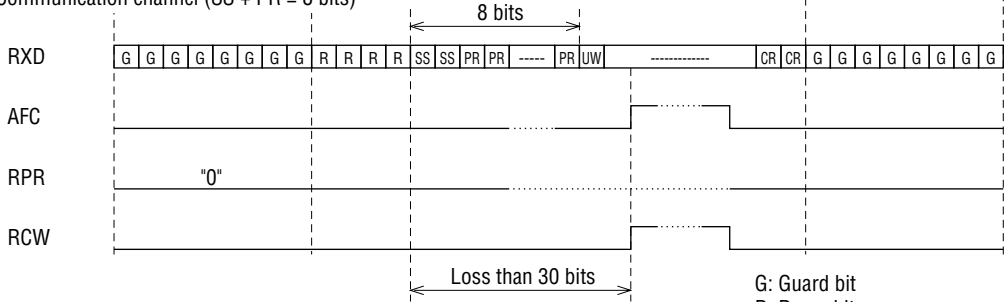 Communication channel (SS + PR = 8 bits)
8 bits
RXD G G G G G G G G R R R R SS SS PR PR ----- PR UW ------------- CR CR G G G G G G G G
AFC
RPR "0"
RCW
Loss than 30 bits
G: Guard bit